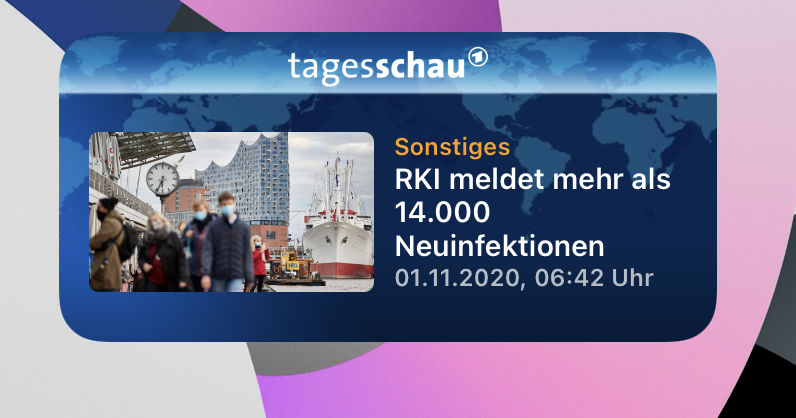 tagesschau
Sonstiges
RKI meldet mehr als
14.000
Neuinfektionen
01.11.2020, 06:42 Uhr